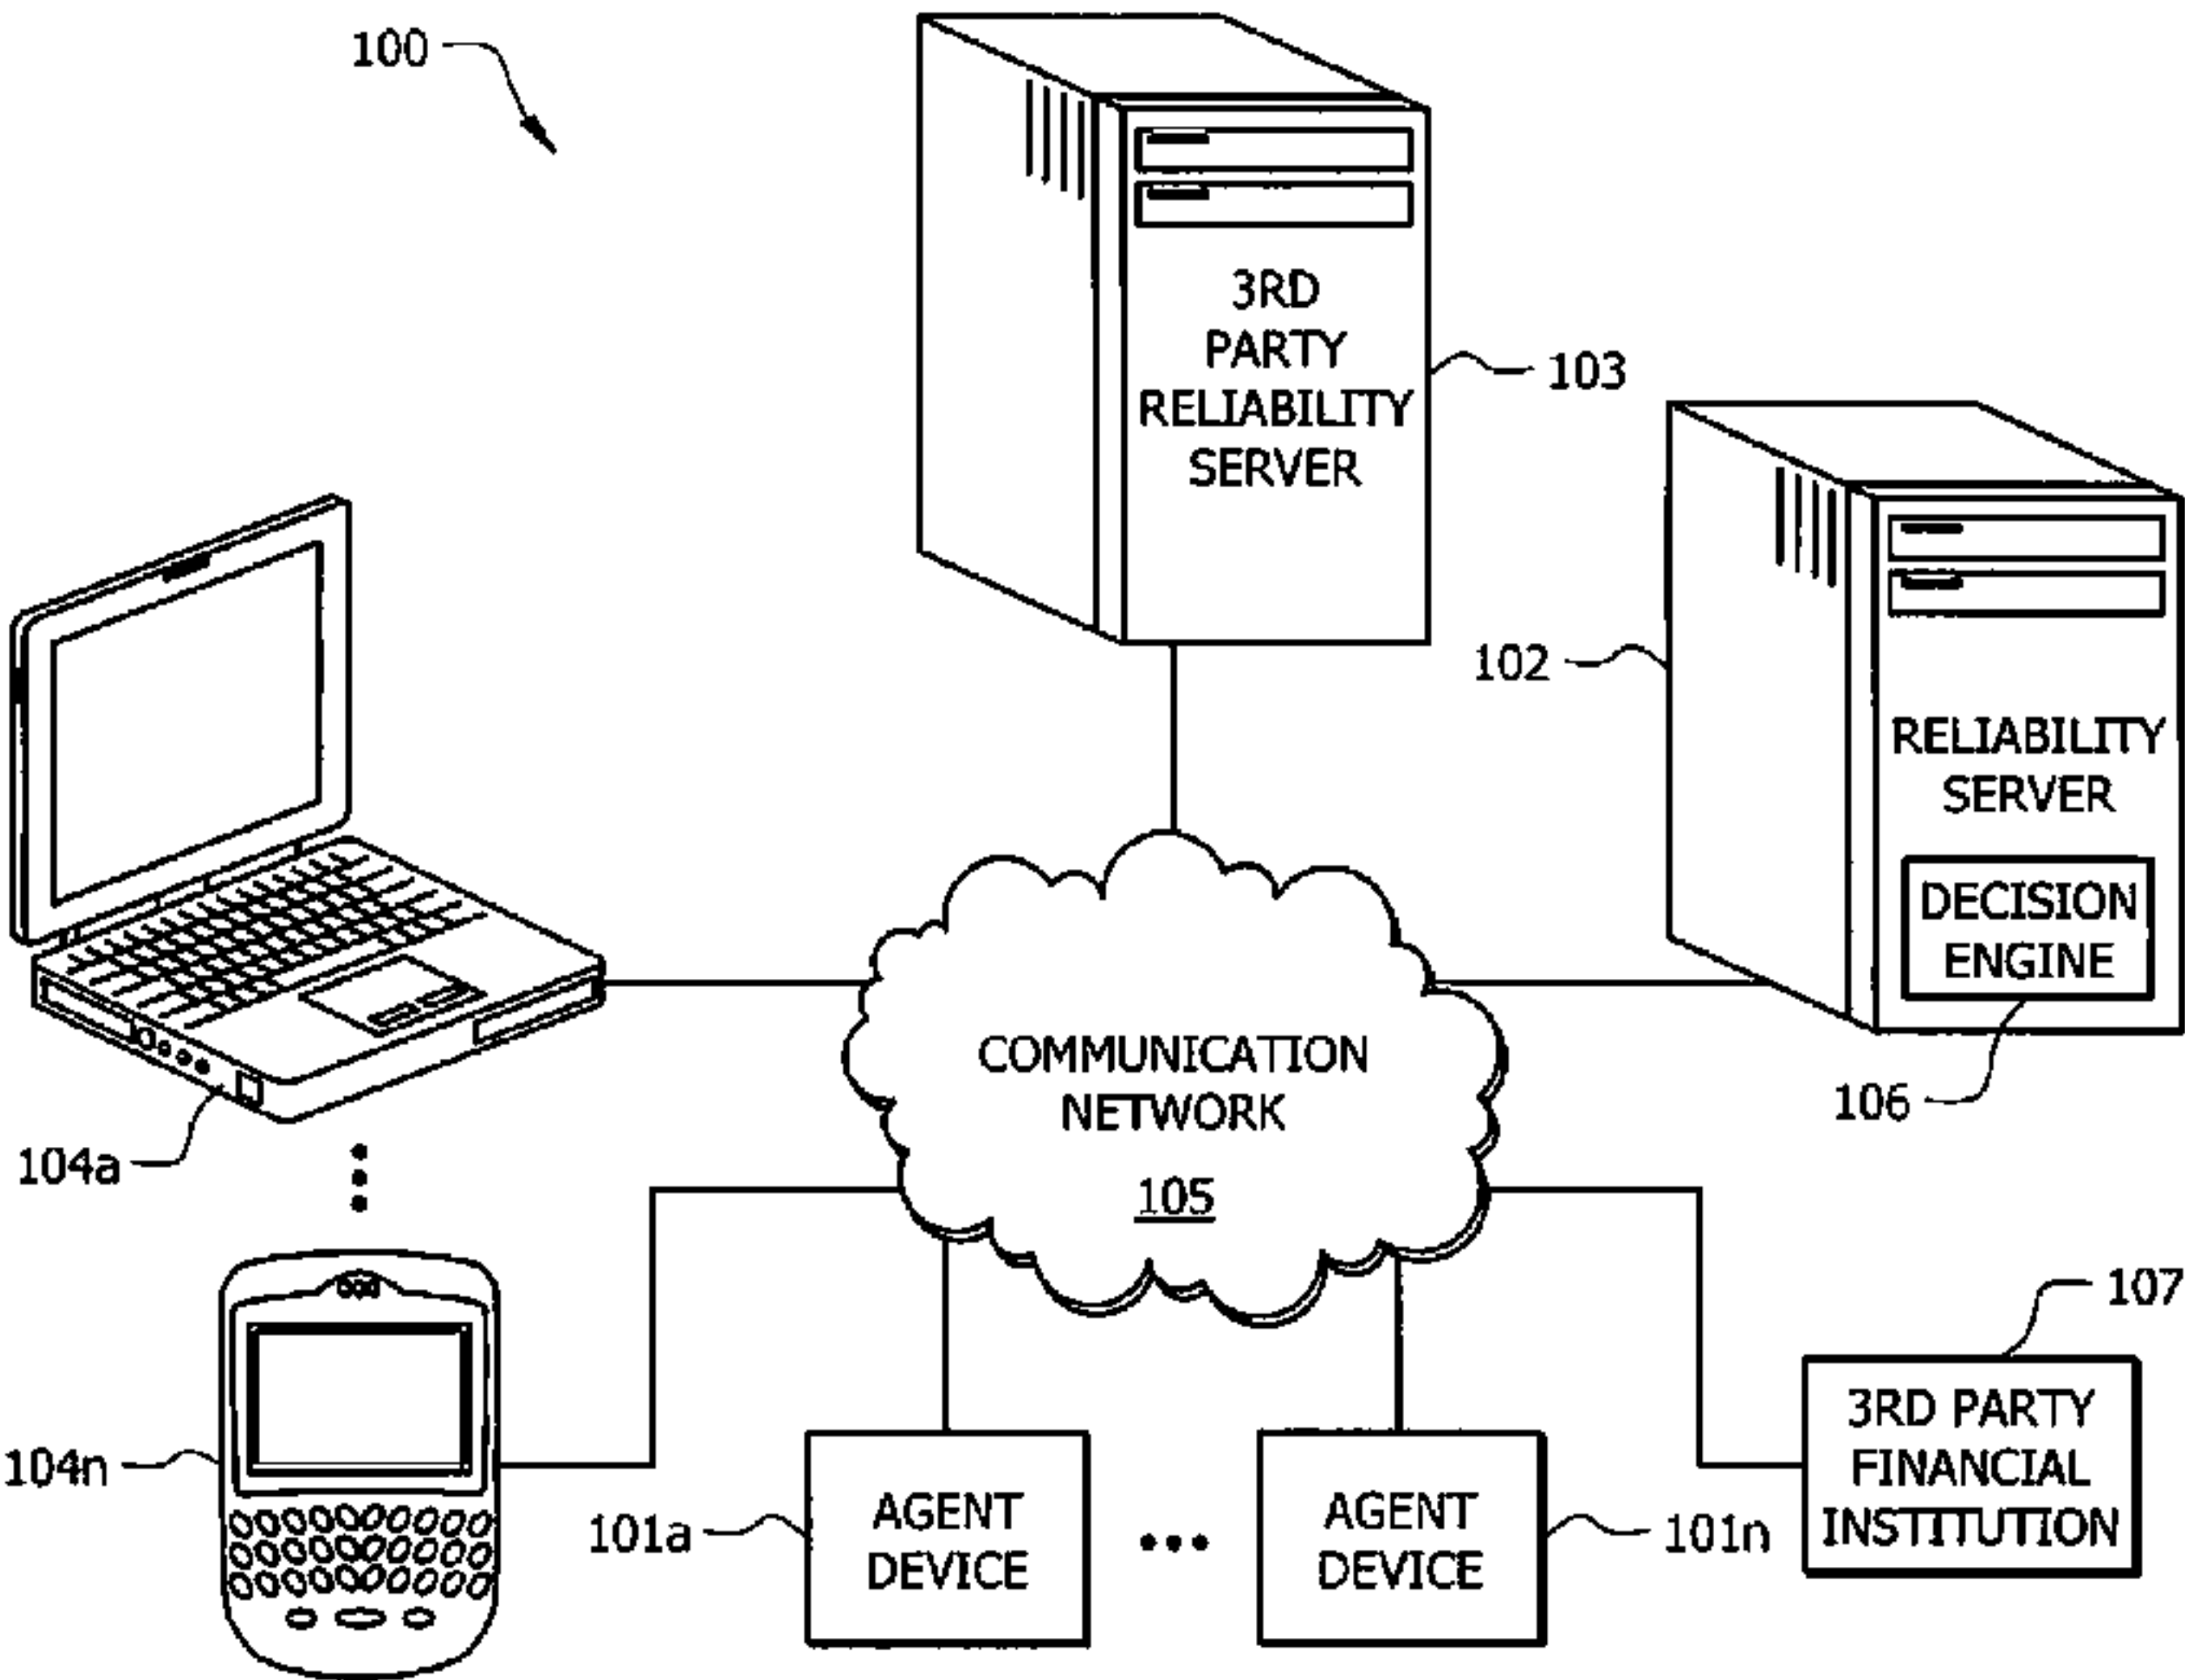 100
3RD
PARTY
RELIABILITY
SERVER
103
102
RELIABILITY
SERVER
DECISION
ENGINE
106
COMMUNICATION
NETWORK
105
104a
104n
101a
AGENT
DEVICE
AGENT
DEVICE
101n
107
3RD PARTY
FINANCIAL
INSTITUTION